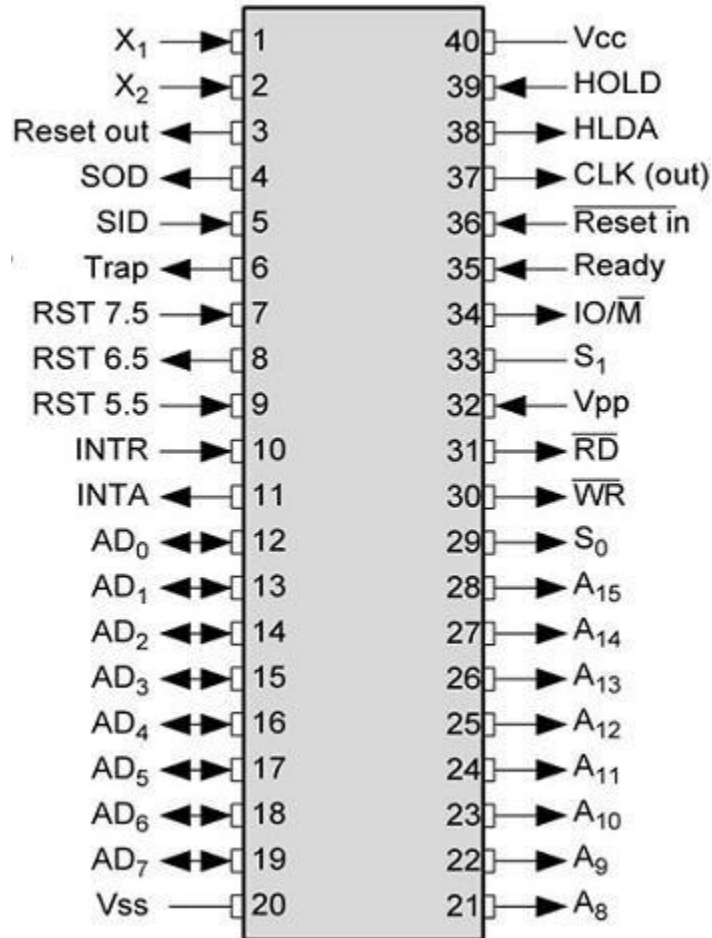 X₁ 1 40 Vcc
X₂ 2 39 HOLD
Reset out 3 38 HLDA
SOD 4 37 CLK (out)
SID 5 36 R̅e̅s̅e̅t̅ ̅i̅n̅
Trap 6 35 Ready
RST 7.5 7 34 IO/M̅
RST 6.5 8 33 S₁
RST 5.5 9 32 Vpp
INTR 10 31 R̅D̅
INTA 11 30 W̅R̅
AD₀ 12 29 S₀
AD₁ 13 28 A₁₅
AD₂ 14 27 A₁₄
AD₃ 15 26 A₁₃
AD₄ 16 25 A₁₂
AD₅ 17 24 A₁₁
AD₆ 18 23 A₁₀
AD₇ 19 22 A₉
Vss 20 21 A₈